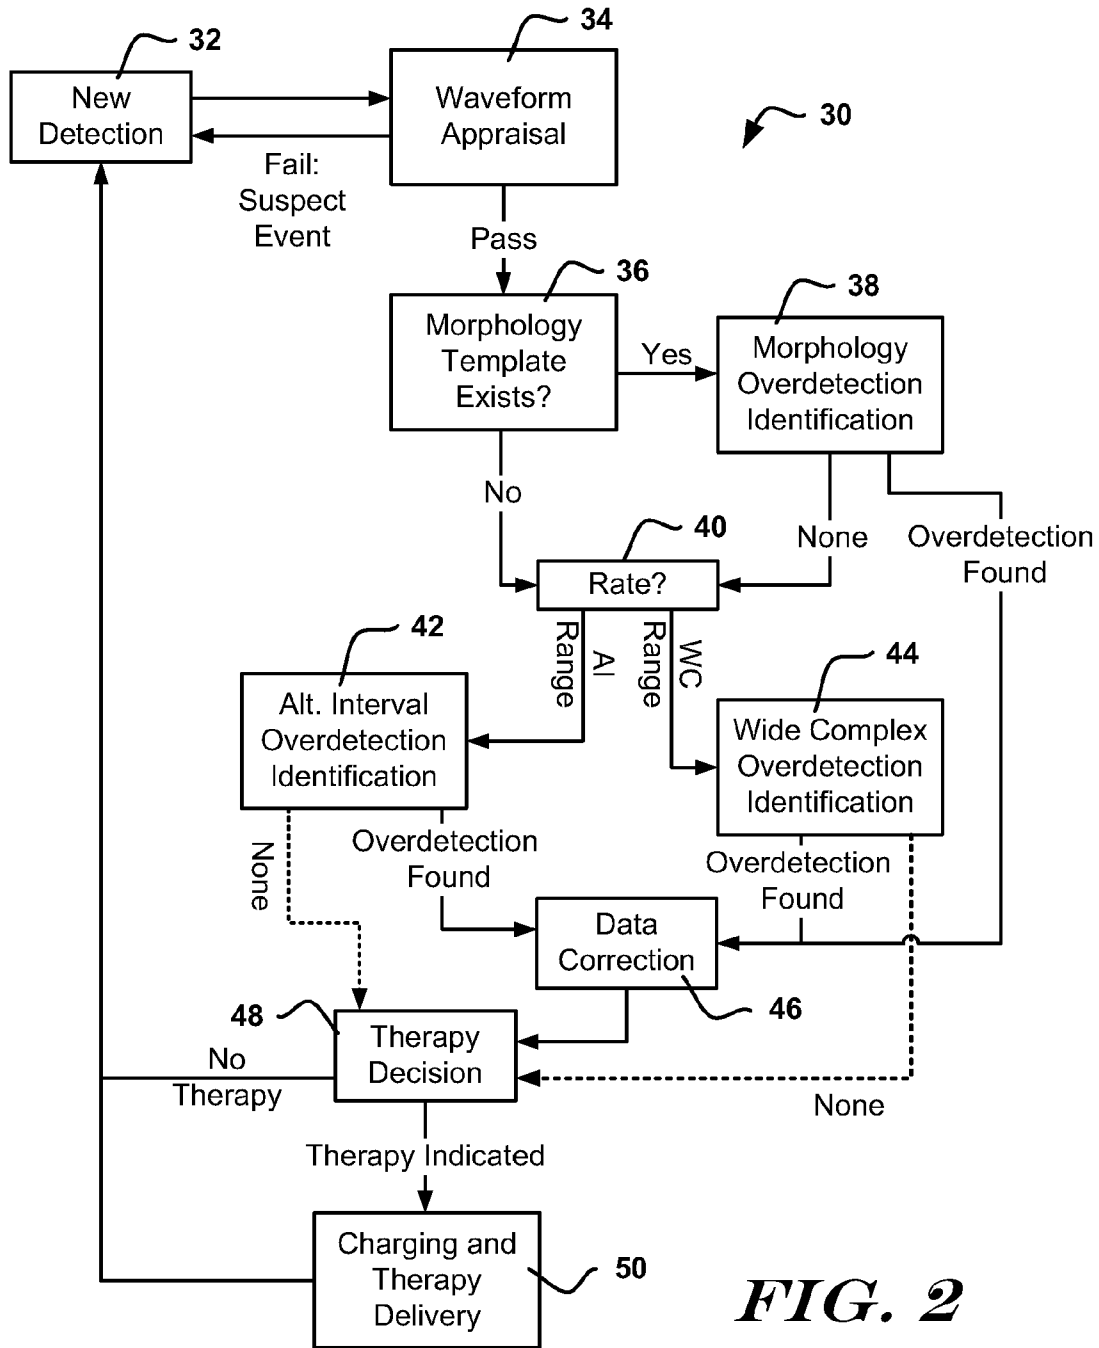 32
New
Detection
34
Waveform
Appraisal
30
Fail:
Suspect
Event
Pass
36
Morphology
Template
Exists?
Yes
38
Morphology
Overdetection
Identification
No
None
Overdetection
Found
40
Rate?
AI
Range
WC
Range
42
Alt. Interval
Overdetection
Identification
44
Wide Complex
Overdetection
Identification
None
Overdetection
Found
Overdetection
Found
Data
Correction
46
48
Therapy
Decision
No
Therapy
None
Therapy Indicated
Charging and
Therapy
Delivery
50
FIG. 2